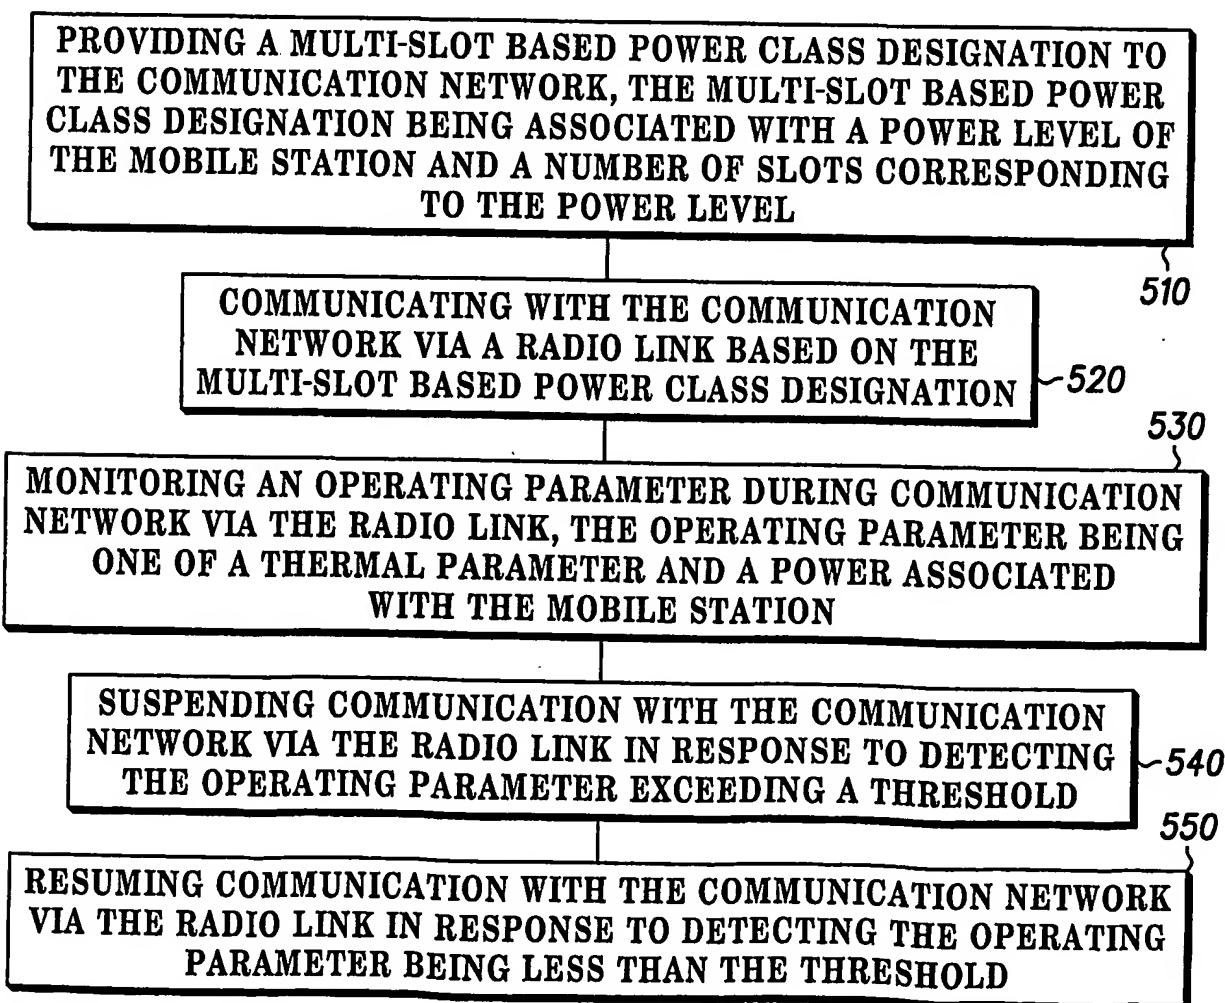 PROVIDING A MULTI-SLOT BASED POWER CLASS DESIGNATION TO
THE COMMUNICATION NETWORK, THE MULTI-SLOT BASED POWER
CLASS DESIGNATION BEING ASSOCIATED WITH A POWER LEVEL OF
THE MOBILE STATION AND A NUMBER OF SLOTS CORRESPONDING
TO THE POWER LEVEL
510
COMMUNICATING WITH THE COMMUNICATION
NETWORK VIA A RADIO LINK BASED ON THE
MULTI-SLOT BASED POWER CLASS DESIGNATION
520
530
MONITORING AN OPERATING PARAMETER DURING COMMUNICATION
NETWORK VIA THE RADIO LINK, THE OPERATING PARAMETER BEING
ONE OF A THERMAL PARAMETER AND A POWER ASSOCIATED
WITH THE MOBILE STATION
SUSPENDING COMMUNICATION WITH THE COMMUNICATION
NETWORK VIA THE RADIO LINK IN RESPONSE TO DETECTING
THE OPERATING PARAMETER EXCEEDING A THRESHOLD
540
550
RESUMING COMMUNICATION WITH THE COMMUNICATION NETWORK
VIA THE RADIO LINK IN RESPONSE TO DETECTING THE OPERATING
PARAMETER BEING LESS THAN THE THRESHOLD